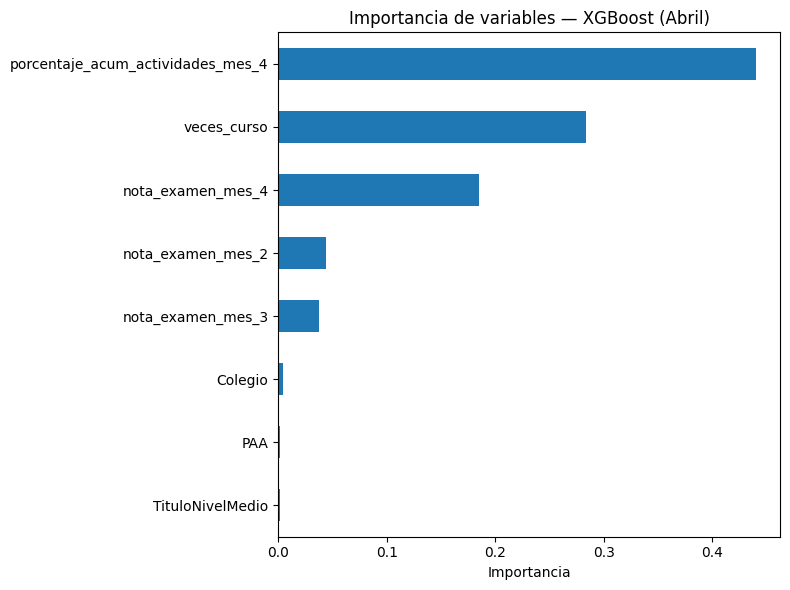 Importancia de variables — XGBoost (Abril)
porcentaje_acum_actividades_mes_4
veces_curso
nota_examen_mes_4
nota_examen_mes_2
nota_examen_mes_3
Colegio
PAA
TituloNivelMedio
0.0 0.1 0.2 0.3 0.4
Importancia